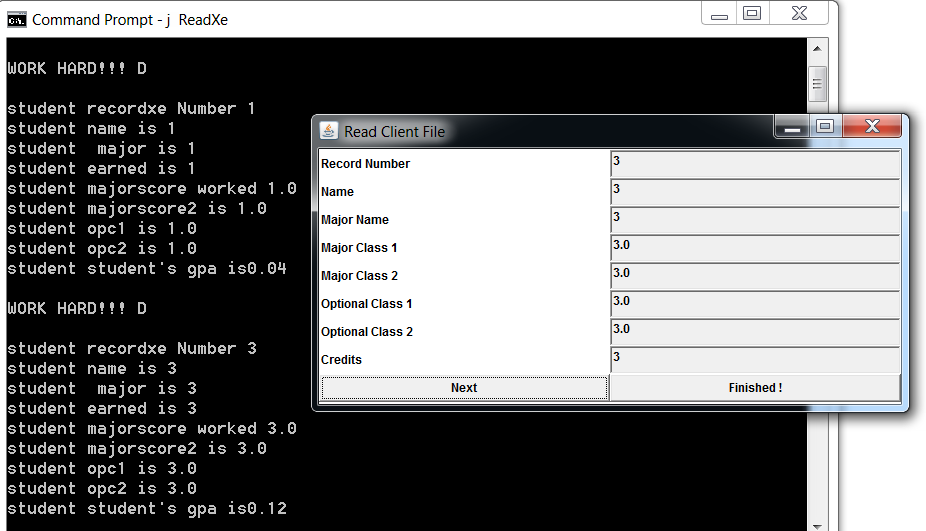 Command Prompt - j ReadXe
WORK HARD!!! D
student recordxe Number 1
student name is 1
student  major is 1
student earned is 1
student majorscore worked 1.0
student majorscore2 is 1.0
student opc1 is 1.0
student opc2 is 1.0
student student's gpa is0.04
WORK HARD!!! D
student recordxe Number 3
student name is 3
student  major is 3
student earned is 3
student majorscore worked 3.0
student majorscore2 is 3.0
student opc1 is 3.0
student opc2 is 3.0
student student's gpa is0.12
Read Client File
Record Number 3
Name 3
Major Name 3
Major Class 1 3.0
Major Class 2 3.0
Optional Class 1 3.0
Optional Class 2 3.0
Credits 3
Next Finished !